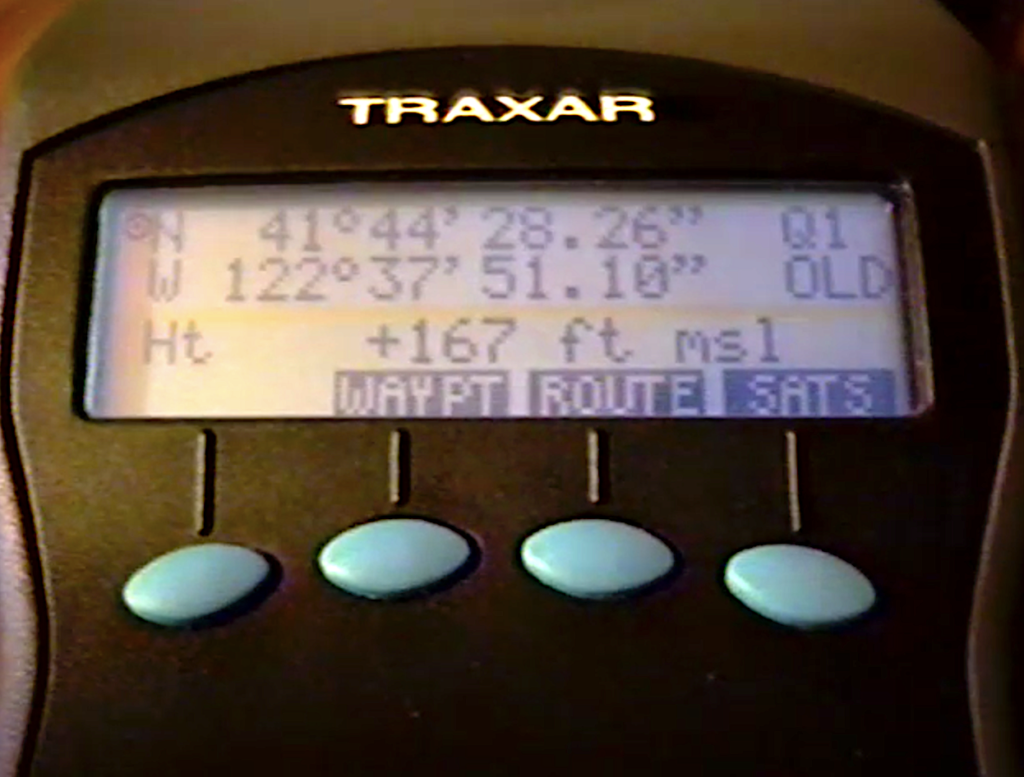 TRAXAR
N 41°44' 28.26" Q1
W 122°37' 51.10" OLD
Ht +167 ft msl
WAYPT ROUTE SATS